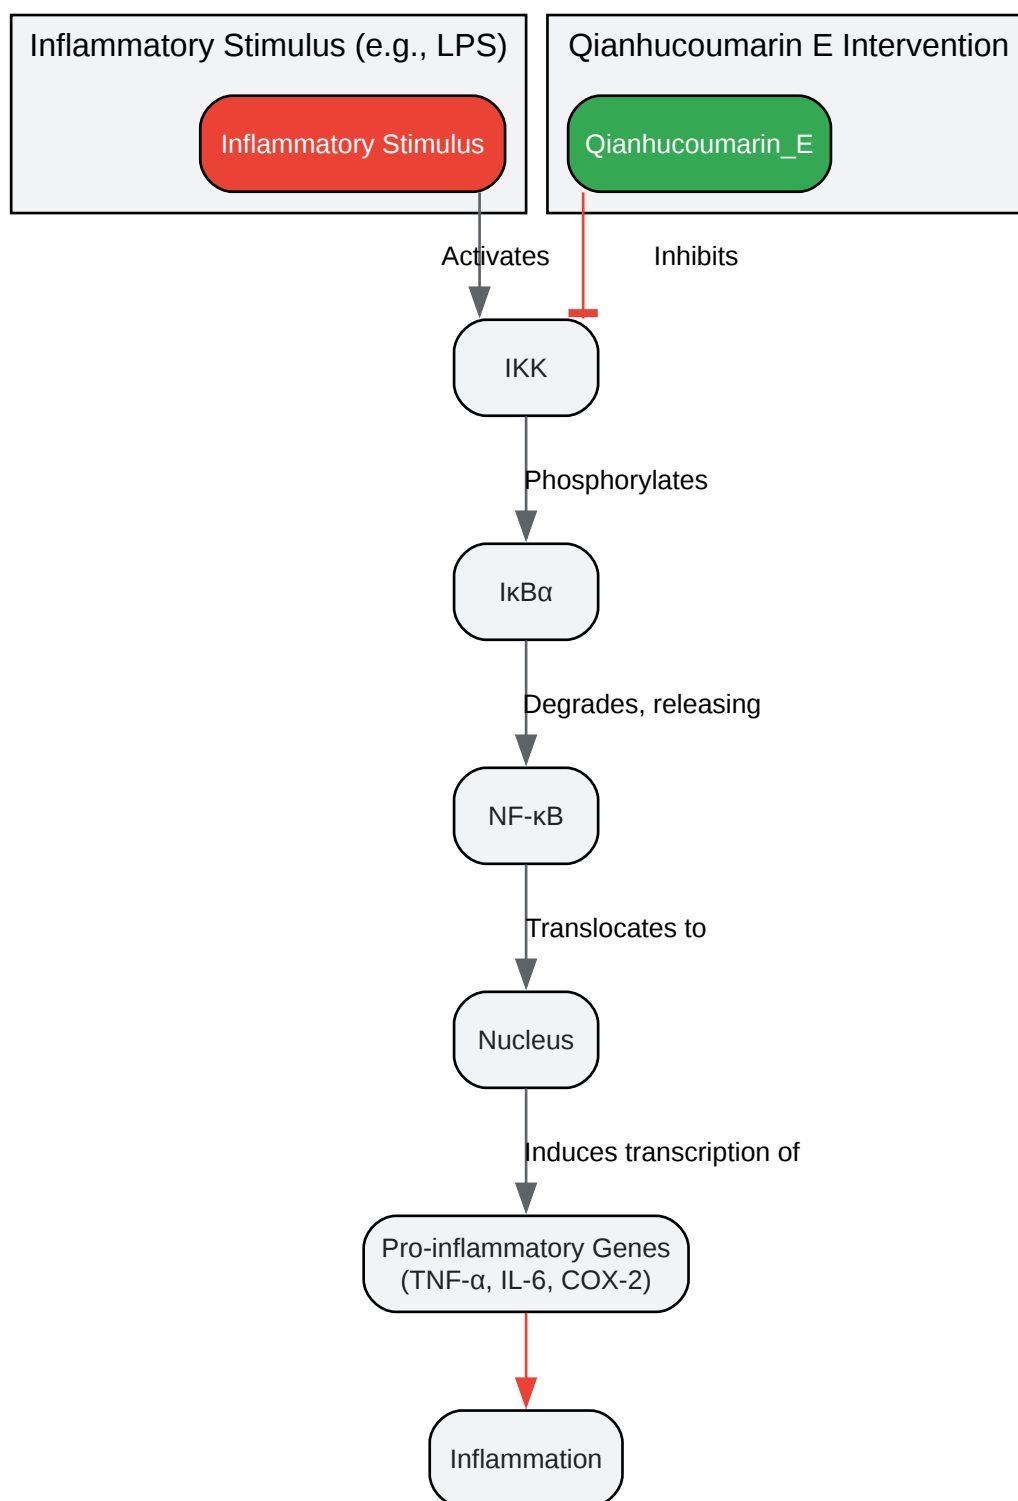 Inflammatory Stimulus (e.g., LPS)
Qianhucoumarin E Intervention
Inflammatory Stimulus
Qianhucoumarin_E
Activates
Inhibits
IKK
Phosphorylates
IκBα
Degrades, releasing
NF-κB
Translocates to
Nucleus
Induces transcription of
Pro-inflammatory Genes
(TNF-α, IL-6, COX-2)
Inflammation